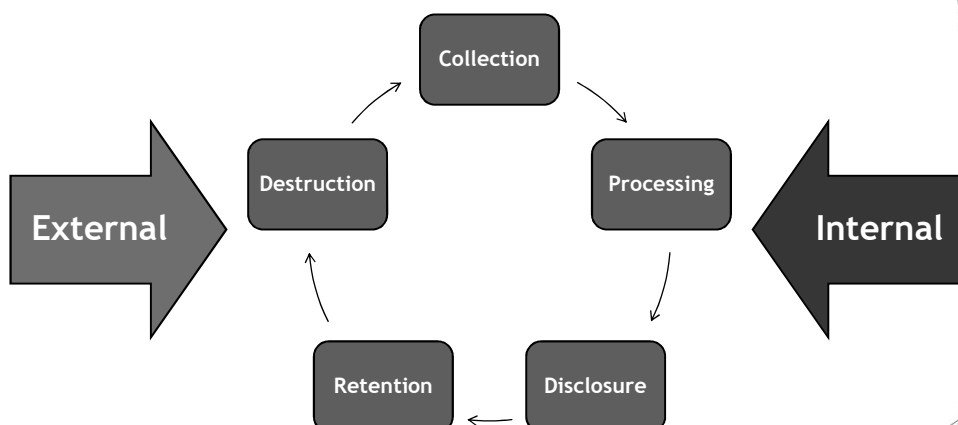 Collection
Destruction
Processing
External
Internal
Retention
Disclosure